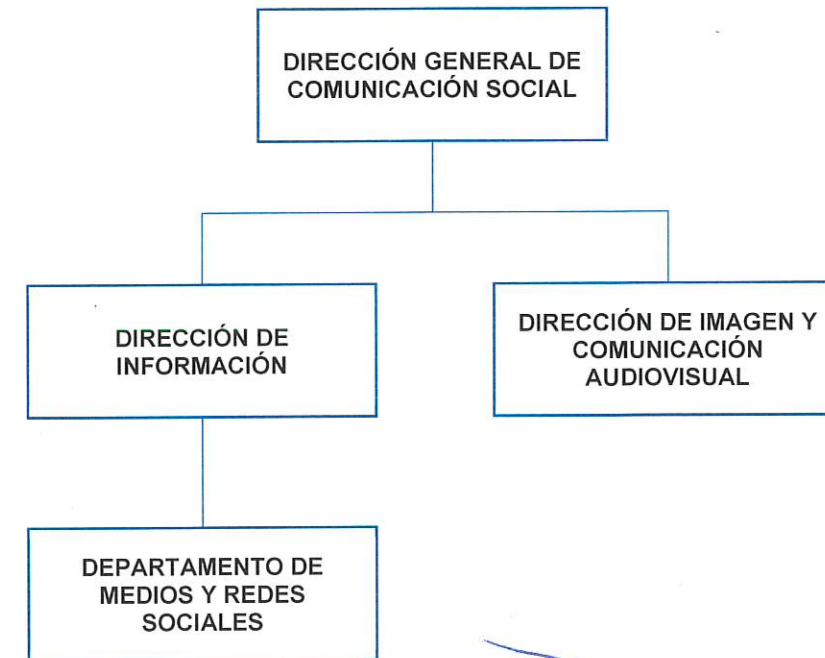 DIRECCIÓN GENERAL DE
COMUNICACIÓN SOCIAL
DIRECCIÓN DE
INFORMACIÓN
DIRECCIÓN DE IMAGEN Y
COMUNICACIÓN
AUDIOVISUAL
DEPARTAMENTO DE
MEDIOS Y REDES
SOCIALES